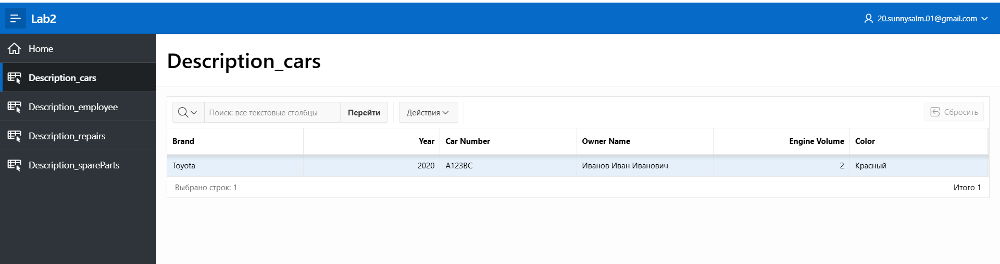 Lab2
20.sunnysalm.01@gmail.com
Home
Description_cars
Description_employee
Description_repairs
Description_spareParts
Description_cars
Поиск: все текстовые столбцы
Перейти
Действия
Сбросить
Brand Year Car Number Owner Name Engine Volume Color
Toyota 2020 A123BC Иванов Иван Иванович 2 Красный
Выбрано строк: 1
Итого 1